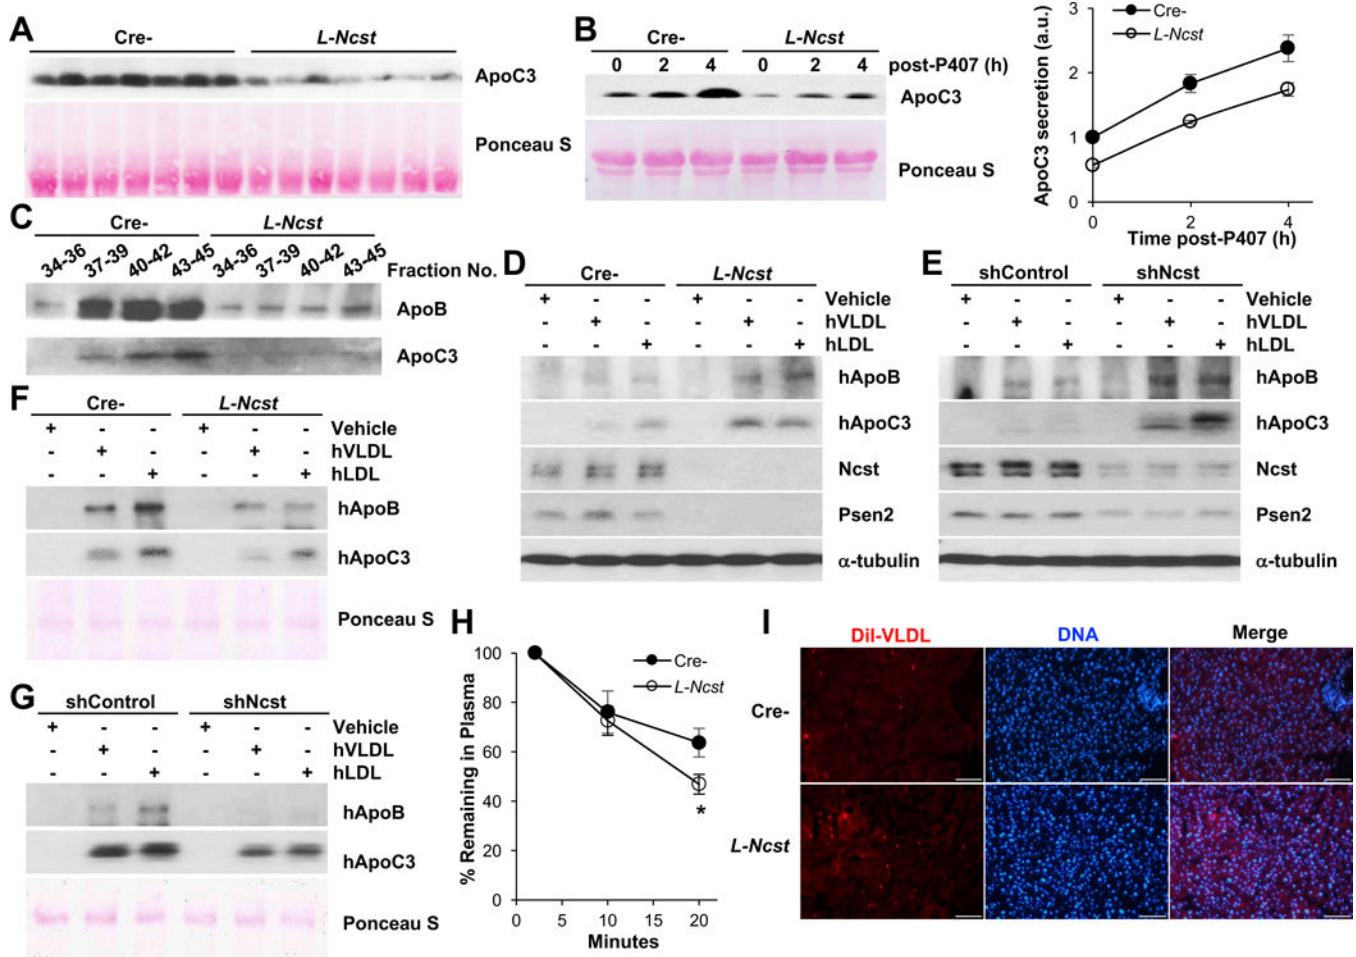 A
Cre-
L-Ncst
ApoC3
Ponceau S
B
Cre-
L-Ncst
0 2 4 0 2 4 post-P407 (h)
ApoC3
Ponceau S
ApoC3 secretion (a.u.)
3
2
1
0
Cre-
L-Ncst
0 2 4
Time post-P407 (h)
C
Cre-
L-Ncst
34-36 37-39 40-42 43-45 34-36 37-39 40-42 43-45 Fraction No.
ApoB
ApoC3
D
Cre-
L-Ncst
+ - - + - - Vehicle
- + - - + - hVLDL
- - + - - + hLDL
hApoB
hApoC3
Ncst
Psen2
α-tubulin
E
shControl
shNcst
+ - - + - - Vehicle
- + - - + - hVLDL
- - + - - + hLDL
hApoB
hApoC3
Ncst
Psen2
α-tubulin
F
Cre-
L-Ncst
+ - - + - - Vehicle
- + - - + - hVLDL
- - + - - + hLDL
hApoB
hApoC3
Ponceau S
G
shControl
shNcst
+ - - + - - Vehicle
- + - - + - hVLDL
- - + - - + hLDL
hApoB
hApoC3
Ponceau S
H
% Remaining in Plasma
100
80
60
40
20
0
Cre-
L-Ncst
*
0 5 10 15 20
Minutes
I
Dil-VLDL DNA Merge
Cre-
L-Ncst